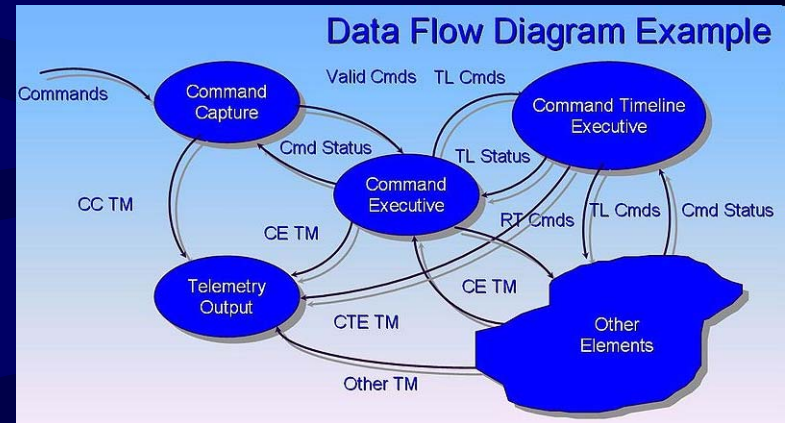 Data Flow Diagram Example
Commands
Command
Capture
Valid Cmds
TL Cmds
Command Timeline
Executive
Cmd Status
TL Status
Command
Executive
CC TM
RT Cmds
TL Cmds
Cmd Status
CE TM
Telemetry
Output
CE TM
CTE TM
Other
Elements
Other TM